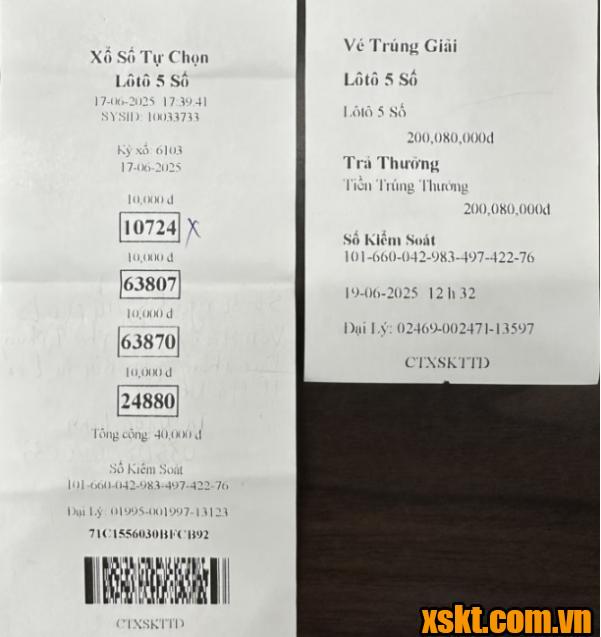 Xổ Số Tự Chọn
Lôtô 5 Số
17-06-2025 17:39:41
SYSID: 10033733
Kỳ xổ: 6103
17-06-2025
10,000 đ
10724 X
10,000 đ
63807
10,000 đ
63870
10,000 đ
24880
Tổng cộng: 40,000 đ
Số Kiểm Soát
101-660-042-983-497-422-76
Đại Lý: 01995-001997-13123
71C1556030BFCB92
CTXSKTTD
Vé Trúng Giải
Lôtô 5 Số
Lôtô 5 Số
200,080,000đ
Trả Thưởng
Tiền Trúng Thưởng
200,080,000đ
Số Kiểm Soát
101-660-042-983-497-422-76
19-06-2025 12 h 32
Đại Lý: 02469-002471-13597
CTXSKTTD
xskt.com.vn